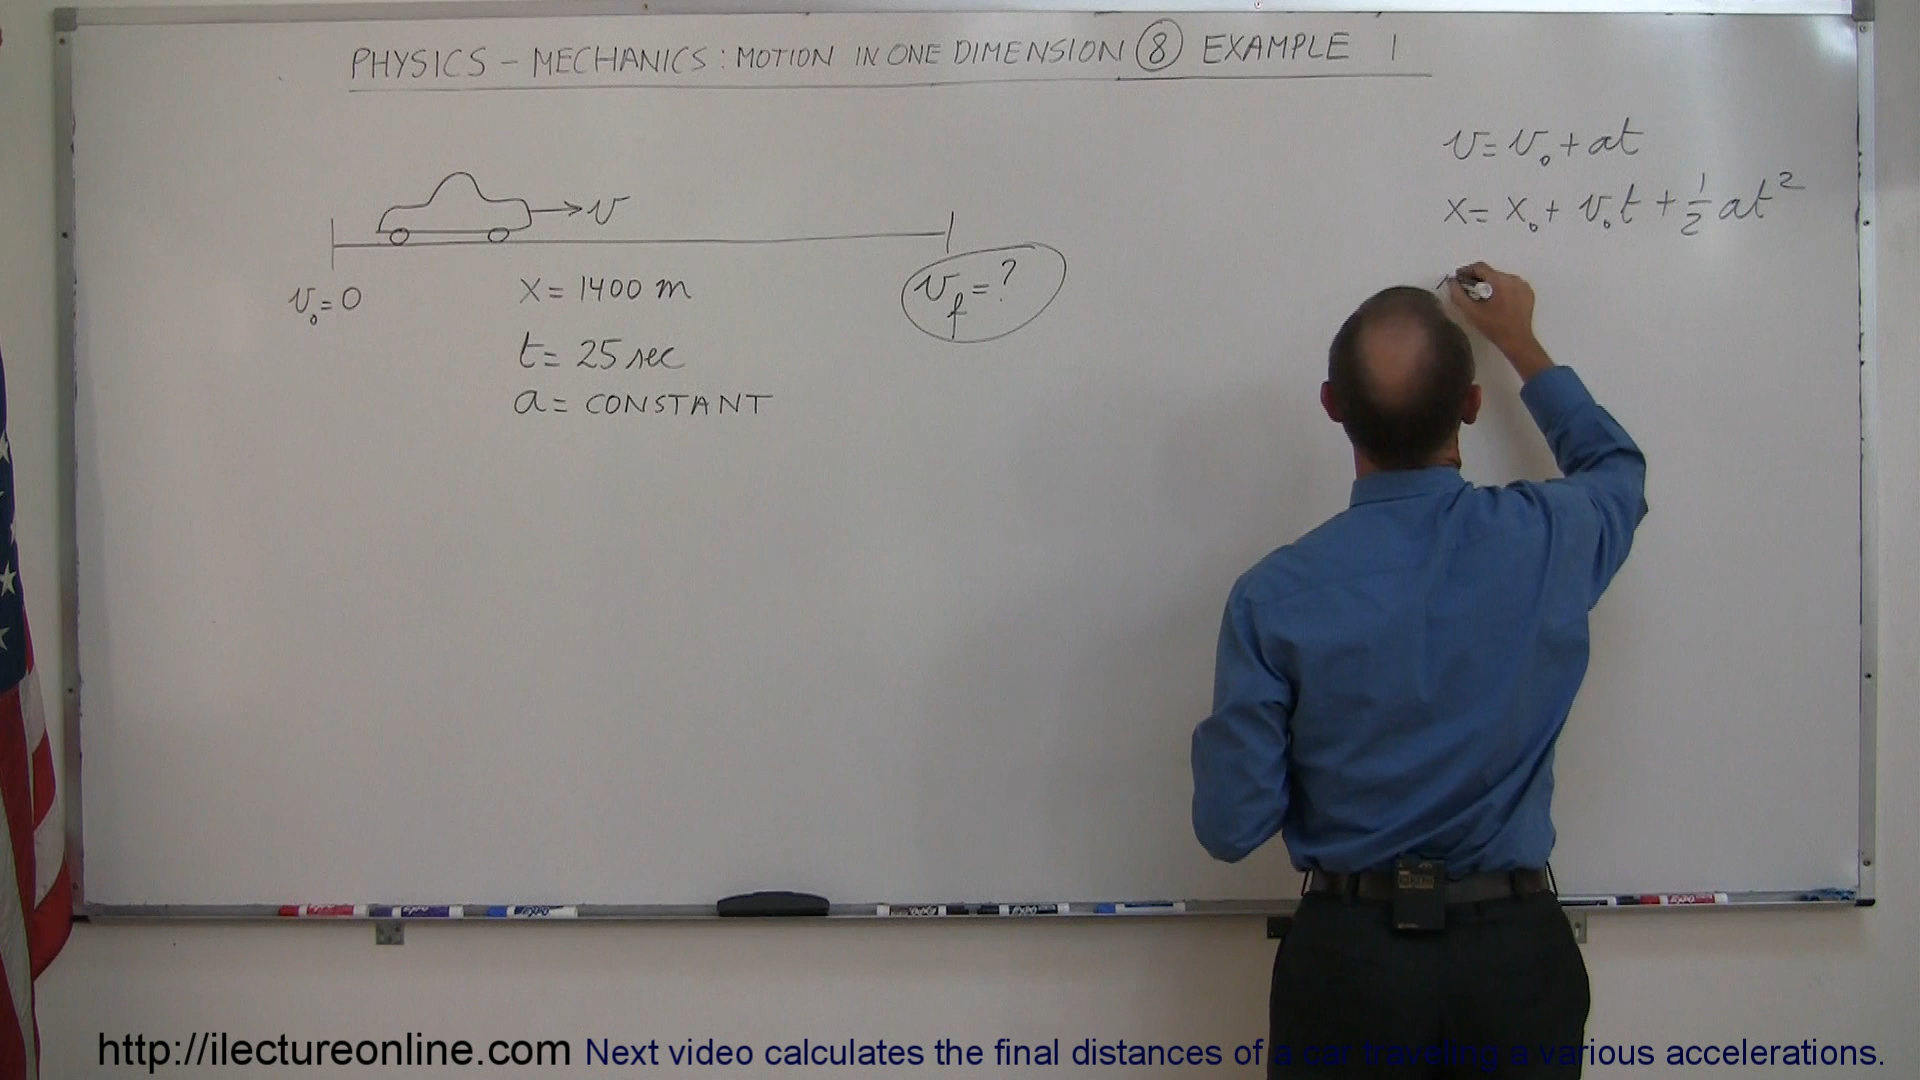 PHYSICS – MECHANICS : MOTION IN ONE DIMENSION ⑧ EXAMPLE 1
v = v₀ + at
x = x₀ + v₀t + ½at²
v
v₀ = 0
x = 1400 m
v_f = ?
t = 25 sec
a = CONSTANT
http://ilectureonline.com Next video calculates the final distances of a car traveling a various accelerations.